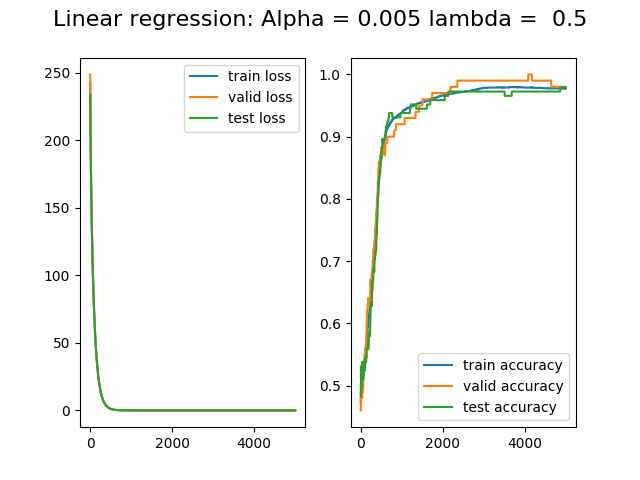 Linear regression: Alpha = 0.005 lambda =  0.5
250
200
150
100
50
0
0
2000
4000
train loss
valid loss
test loss
1.0
0.9
0.8
0.7
0.6
0.5
0
2000
4000
train accuracy
valid accuracy
test accuracy